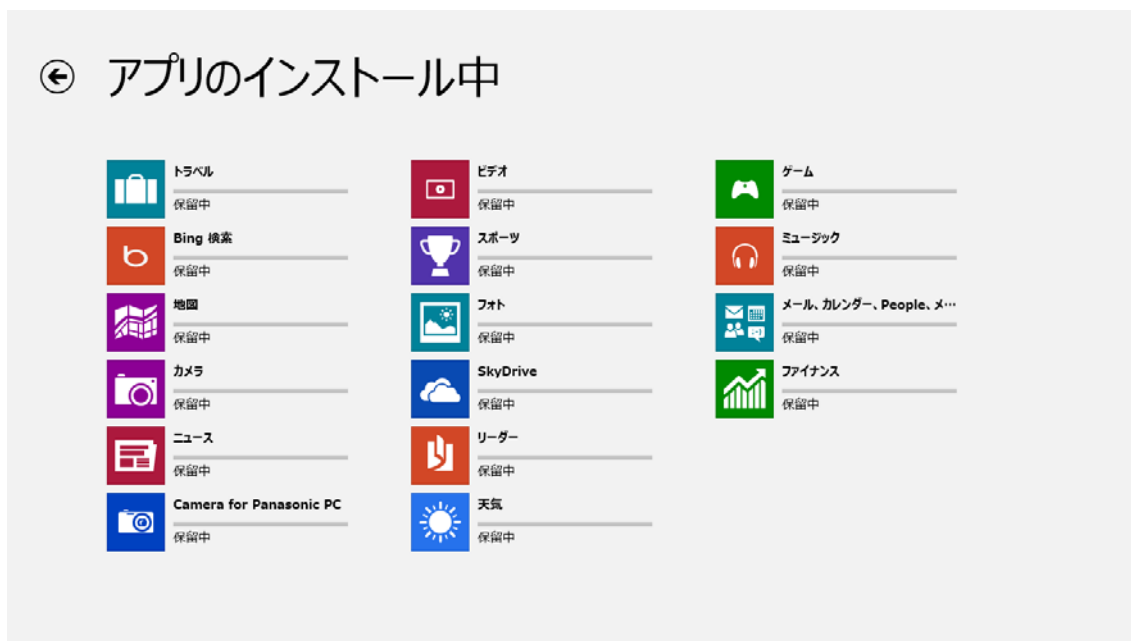 アプリのインストール中
トラベル
保留中
Bing 検索
保留中
地図
保留中
カメラ
保留中
ニュース
保留中
Camera for Panasonic PC
保留中
ビデオ
保留中
スポーツ
保留中
フォト
保留中
SkyDrive
保留中
リーダー
保留中
天気
保留中
ゲーム
保留中
ミュージック
保留中
メール、カレンダー、People、メ…
保留中
ファイナンス
保留中